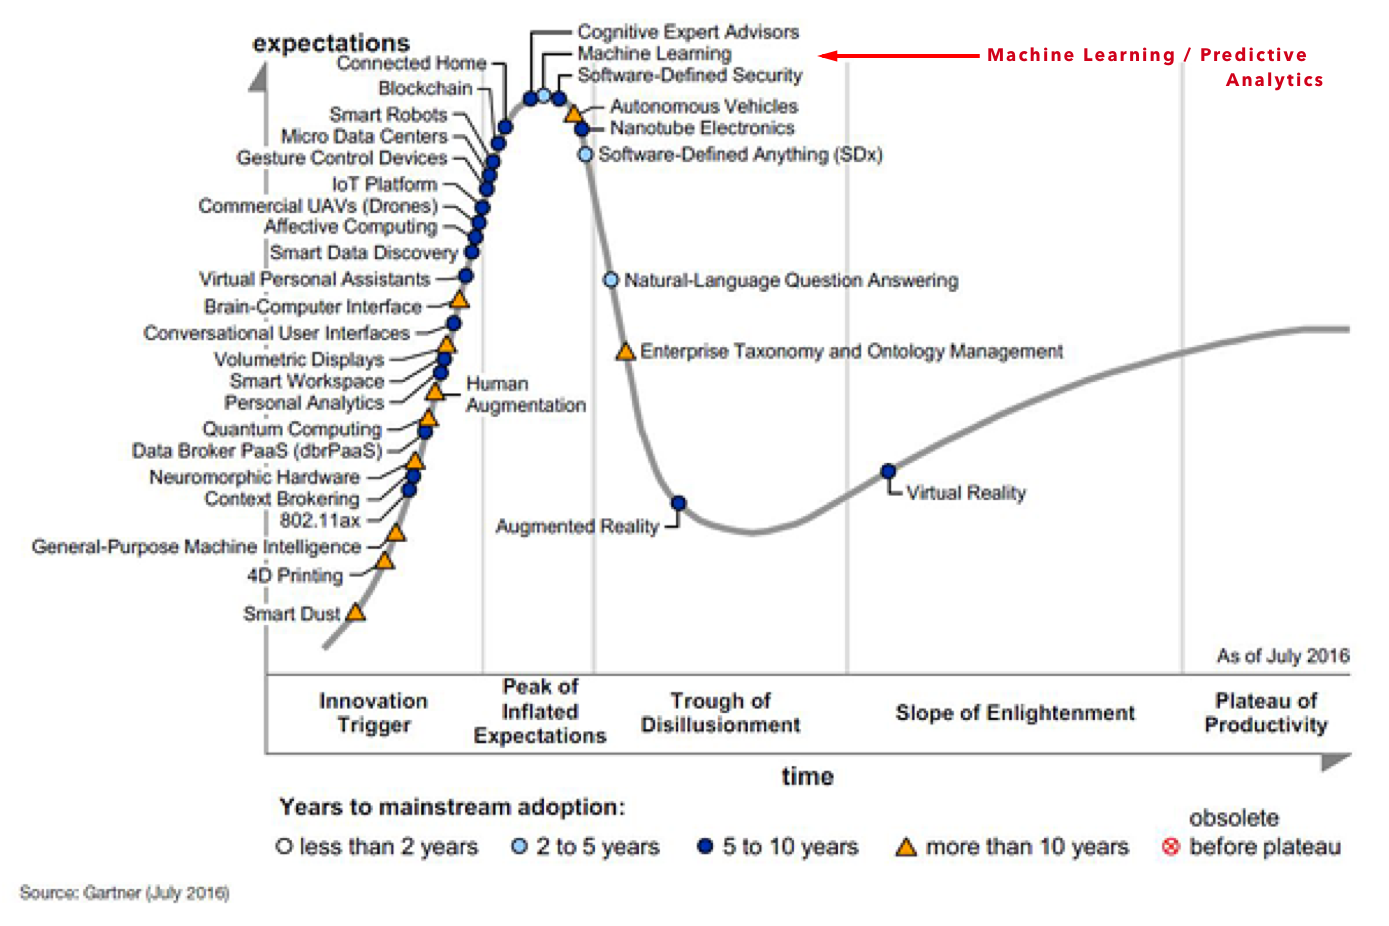 expectations
Cognitive Expert Advisors
Machine Learning
Machine Learning / Predictive
Analytics
Connected Home
Software-Defined Security
Blockchain
Autonomous Vehicles
Smart Robots
Nanotube Electronics
Micro Data Centers
Software-Defined Anything (SDx)
Gesture Control Devices
IoT Platform
Commercial UAVs (Drones)
Affective Computing
Smart Data Discovery
Virtual Personal Assistants
Natural-Language Question Answering
Brain-Computer Interface
Conversational User Interfaces
Volumetric Displays
Enterprise Taxonomy and Ontology Management
Smart Workspace
Personal Analytics
Human
Augmentation
Quantum Computing
Data Broker PaaS (dbrPaaS)
Neuromorphic Hardware
Context Brokering
802.11ax
Virtual Reality
Augmented Reality
General-Purpose Machine Intelligence
4D Printing
Smart Dust
As of July 2016
Innovation
Trigger
Peak of
Inflated
Expectations
Trough of
Disillusionment
Slope of Enlightenment
Plateau of
Productivity
time
Years to mainstream adoption:
less than 2 years
2 to 5 years
5 to 10 years
more than 10 years
obsolete
before plateau
Source: Gartner (July 2016)